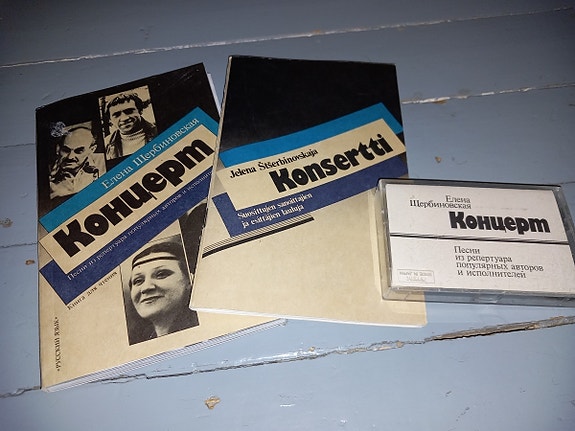 Елена Щербиновская
Концерт
Песни из репертуара популярных авторов и исполнителей
Книга для чтения
«РУССКИЙ ЯЗЫК»
Jelena Štšerbinovskaja
Konsertti
Suosittujen sanoittajien
ja esittäjien lauluja
Елена
Щербиновская
Концерт
Песни
из репертуара
популярных авторов
и исполнителей